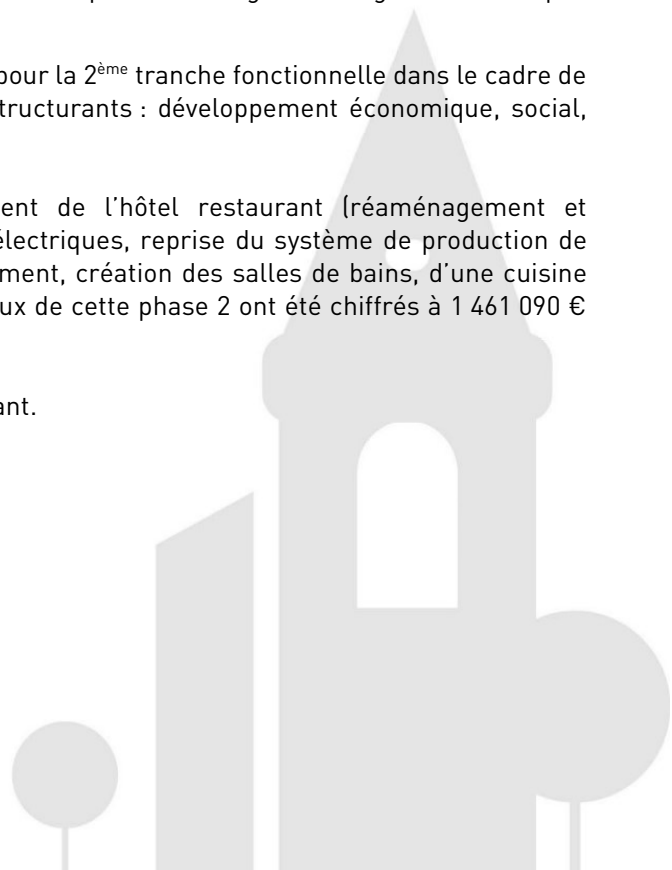 pour la 2ème tranche fonctionnelle dans le cadre de
tructurants : développement économique, social,
ent de l'hôtel restaurant (réaménagement et
électriques, reprise du système de production de
ment, création des salles de bains, d'une cuisine
ux de cette phase 2 ont été chiffrés à 1 461 090 €
ant.